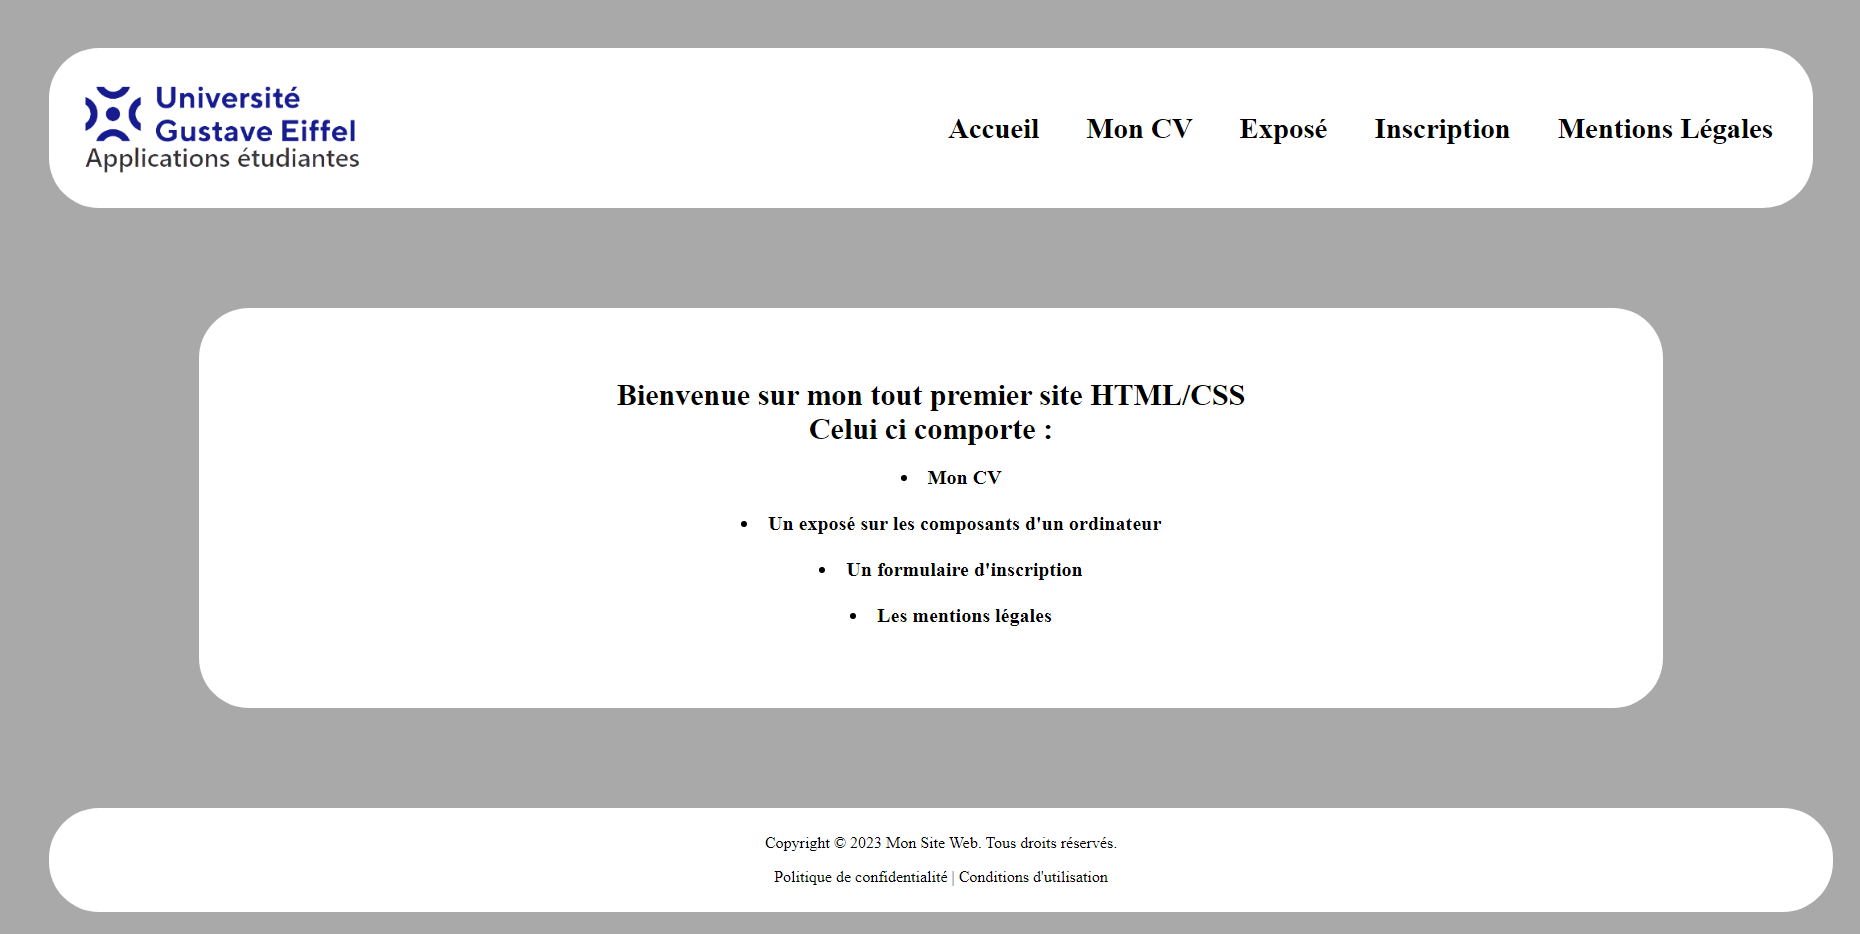 Université
Gustave Eiffel
Applications étudiantes
Accueil Mon CV Exposé Inscription Mentions Légales
Bienvenue sur mon tout premier site HTML/CSS
Celui ci comporte :
• Mon CV
• Un exposé sur les composants d'un ordinateur
• Un formulaire d'inscription
• Les mentions légales
Copyright © 2023 Mon Site Web. Tous droits réservés.
Politique de confidentialité | Conditions d'utilisation